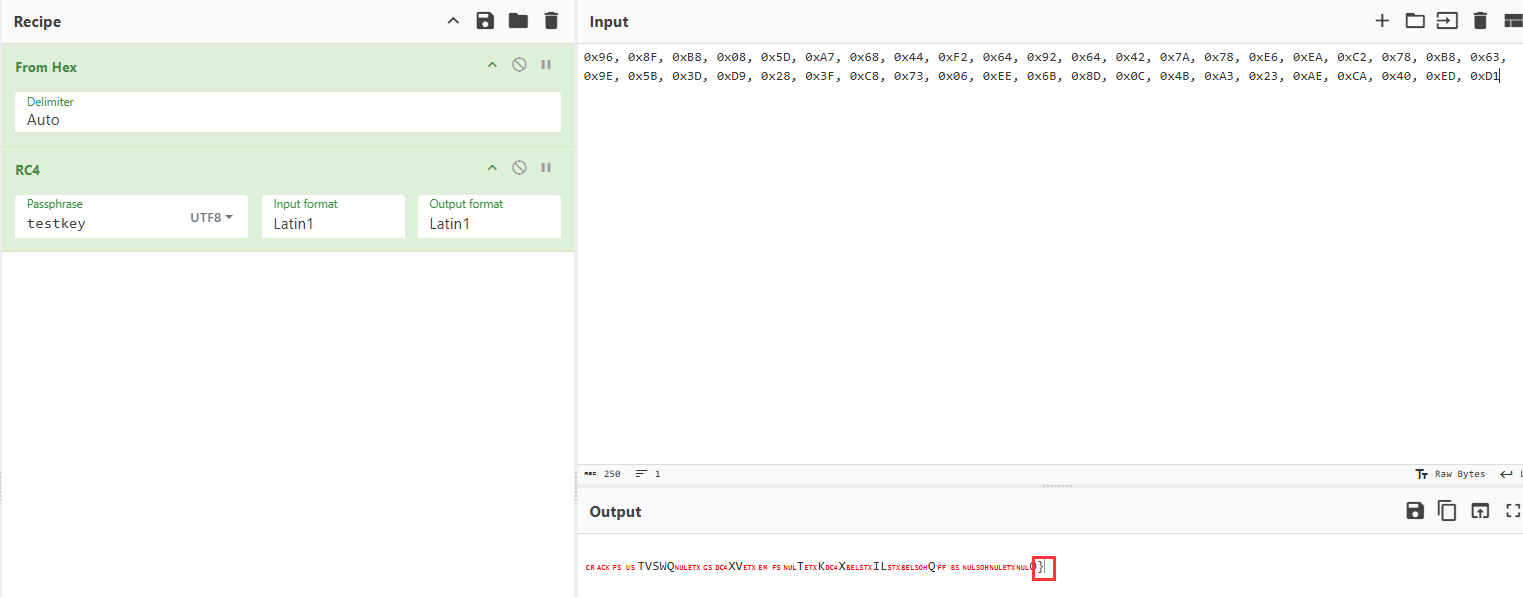 Recipe
Input
From Hex
Delimiter
Auto
RC4
Passphrase
testkey
UTF8
Input format
Latin1
Output format
Latin1
0x96, 0x8F, 0xB8, 0x08, 0x5D, 0xA7, 0x68, 0x44, 0xF2, 0x64, 0x92, 0x64, 0x42, 0x7A, 0x78, 0xE6, 0xEA, 0xC2, 0x78, 0xB8, 0x63,
0x9E, 0x5B, 0x3D, 0xD9, 0x28, 0x3F, 0xC8, 0x73, 0x06, 0xEE, 0x6B, 0x8D, 0x0C, 0x4B, 0xA3, 0x23, 0xAE, 0xCA, 0x40, 0xED, 0xD1
REC 250 1
Raw Bytes
Output
CR ACK FS US TVSWQ NUL ETX GS DC4 XV ETX EM FS NUL T ETX K DC4 X BEL STX IL STX BEL SOH Q FF BS NUL SOH NUL ETX NUL }